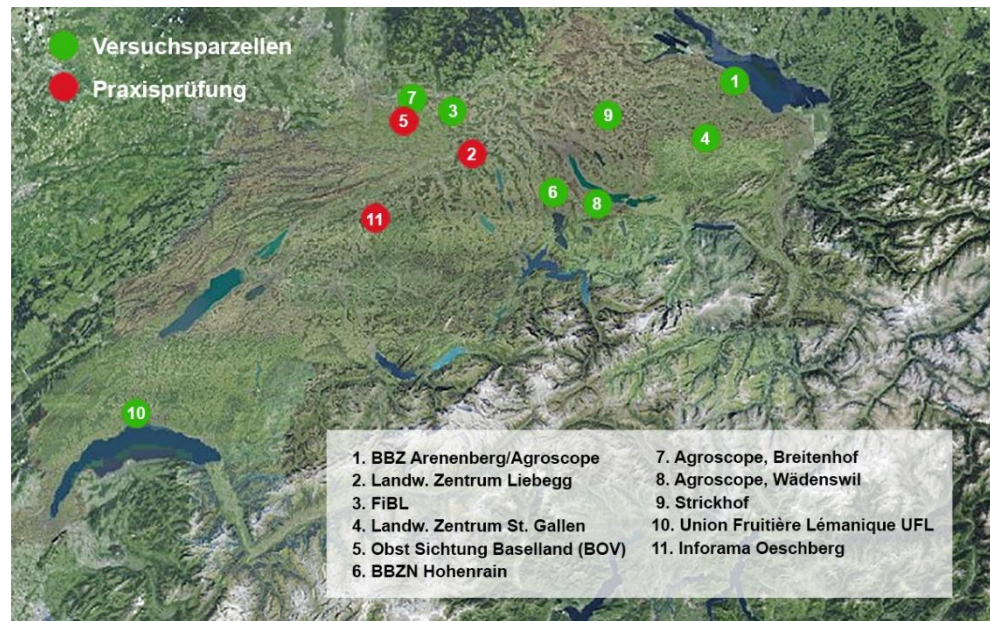 Versuchsparzellen
Praxisprüfung
1
7
3
9
5
4
2
6
8
11
10
1. BBZ Arenenberg/Agroscope
2. Landw. Zentrum Liebegg
3. FiBL
4. Landw. Zentrum St. Gallen
5. Obst Sichtung Baselland (BOV)
6. BBZN Hohenrain
7. Agroscope, Breitenhof
8. Agroscope, Wädenswil
9. Strickhof
10. Union Fruitière Lémanique UFL
11. Inforama Oeschberg